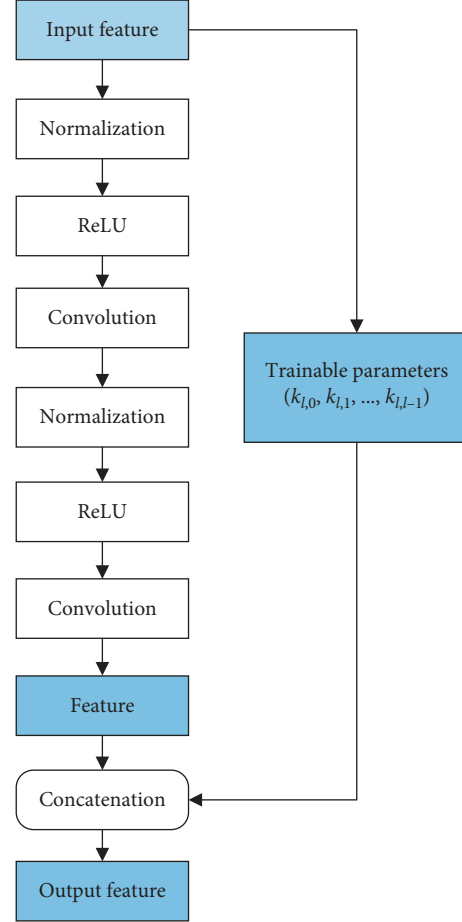 Input feature
Normalization
ReLU
Convolution
Normalization
ReLU
Convolution
Feature
Concatenation
Output feature
Trainable parameters
(k_{l,0}, k_{l,1}, ..., k_{l,l–1})